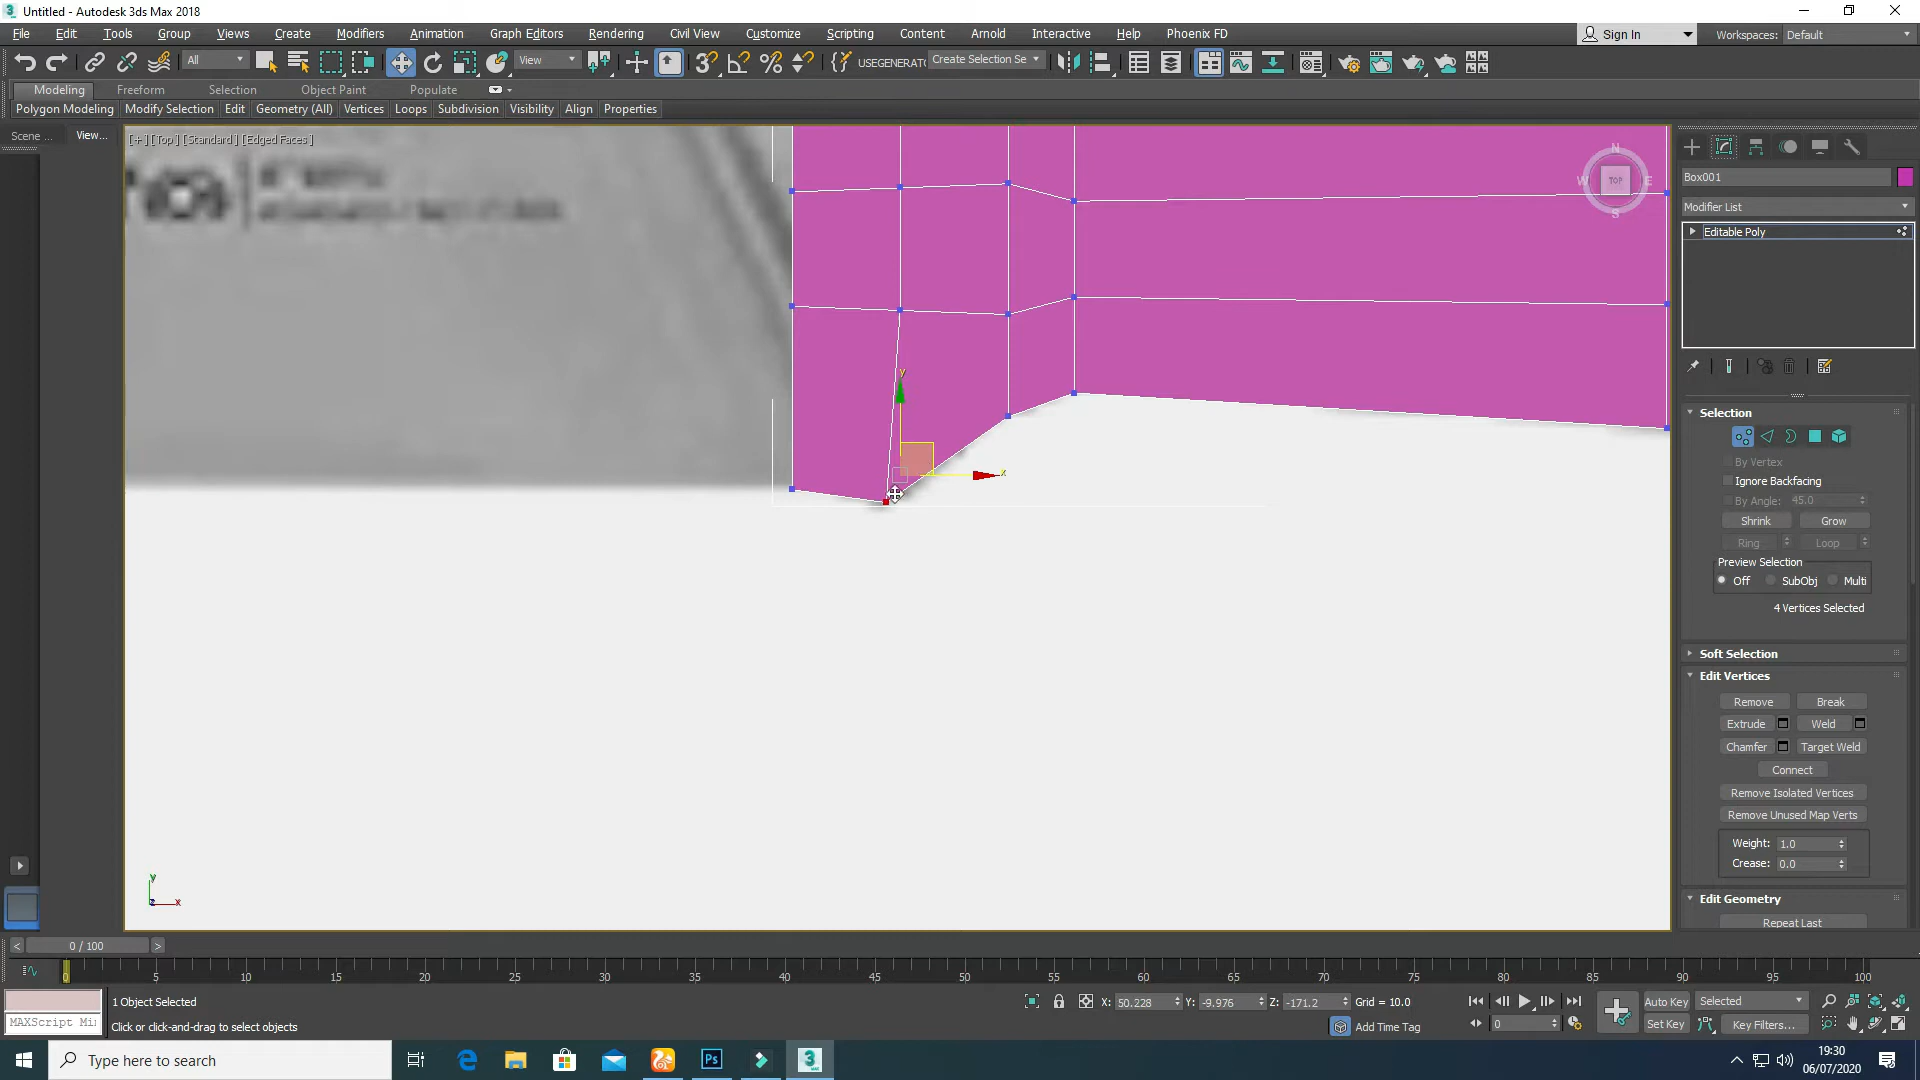 Untitled - Autodesk 3ds Max 2018
File Edit Tools Group Views Create Modifiers Animation Graph Editors Rendering Civil View Customize Scripting Content Arnold Interactive Help Phoenix FD Sign In Workspaces: Default
All View USEGENERAT Create Selection Se
Modeling Freeform Selection Object Paint Populate
Polygon Modeling Modify Selection Edit Geometry (All) Vertices Loops Subdivision Visibility Align Properties
Scene ... View...
[+] [Top] [Standard] [Edged Faces]
N
W TOP E
S
Box001
Modifier List
Editable Poly
Selection
By Vertex
Ignore Backfacing
By Angle: 45.0
Shrink Grow
Ring Loop
Preview Selection
Off SubObj Multi
4 Vertices Selected
Soft Selection
Edit Vertices
Remove Break
Extrude Weld
Chamfer Target Weld
Connect
Remove Isolated Vertices
Remove Unused Map Verts
Weight: 1.0
Crease: 0.0
Edit Geometry
Repeat Last
y
x
y
z x
< 0 / 100 >
0 5 10 15 20 25 30 35 40 45 50 55 60 65 70 75 80 85 90 95 100
1 Object Selected X: 50.228 Y: -9.976 Z: -171.2 Grid = 10.0 Auto Key Selected
MAXScript Mi Click or click-and-drag to select objects Add Time Tag 0 Set Key Key Filters...
Type here to search
e Ps 3 MAX
19:30
06/07/2020